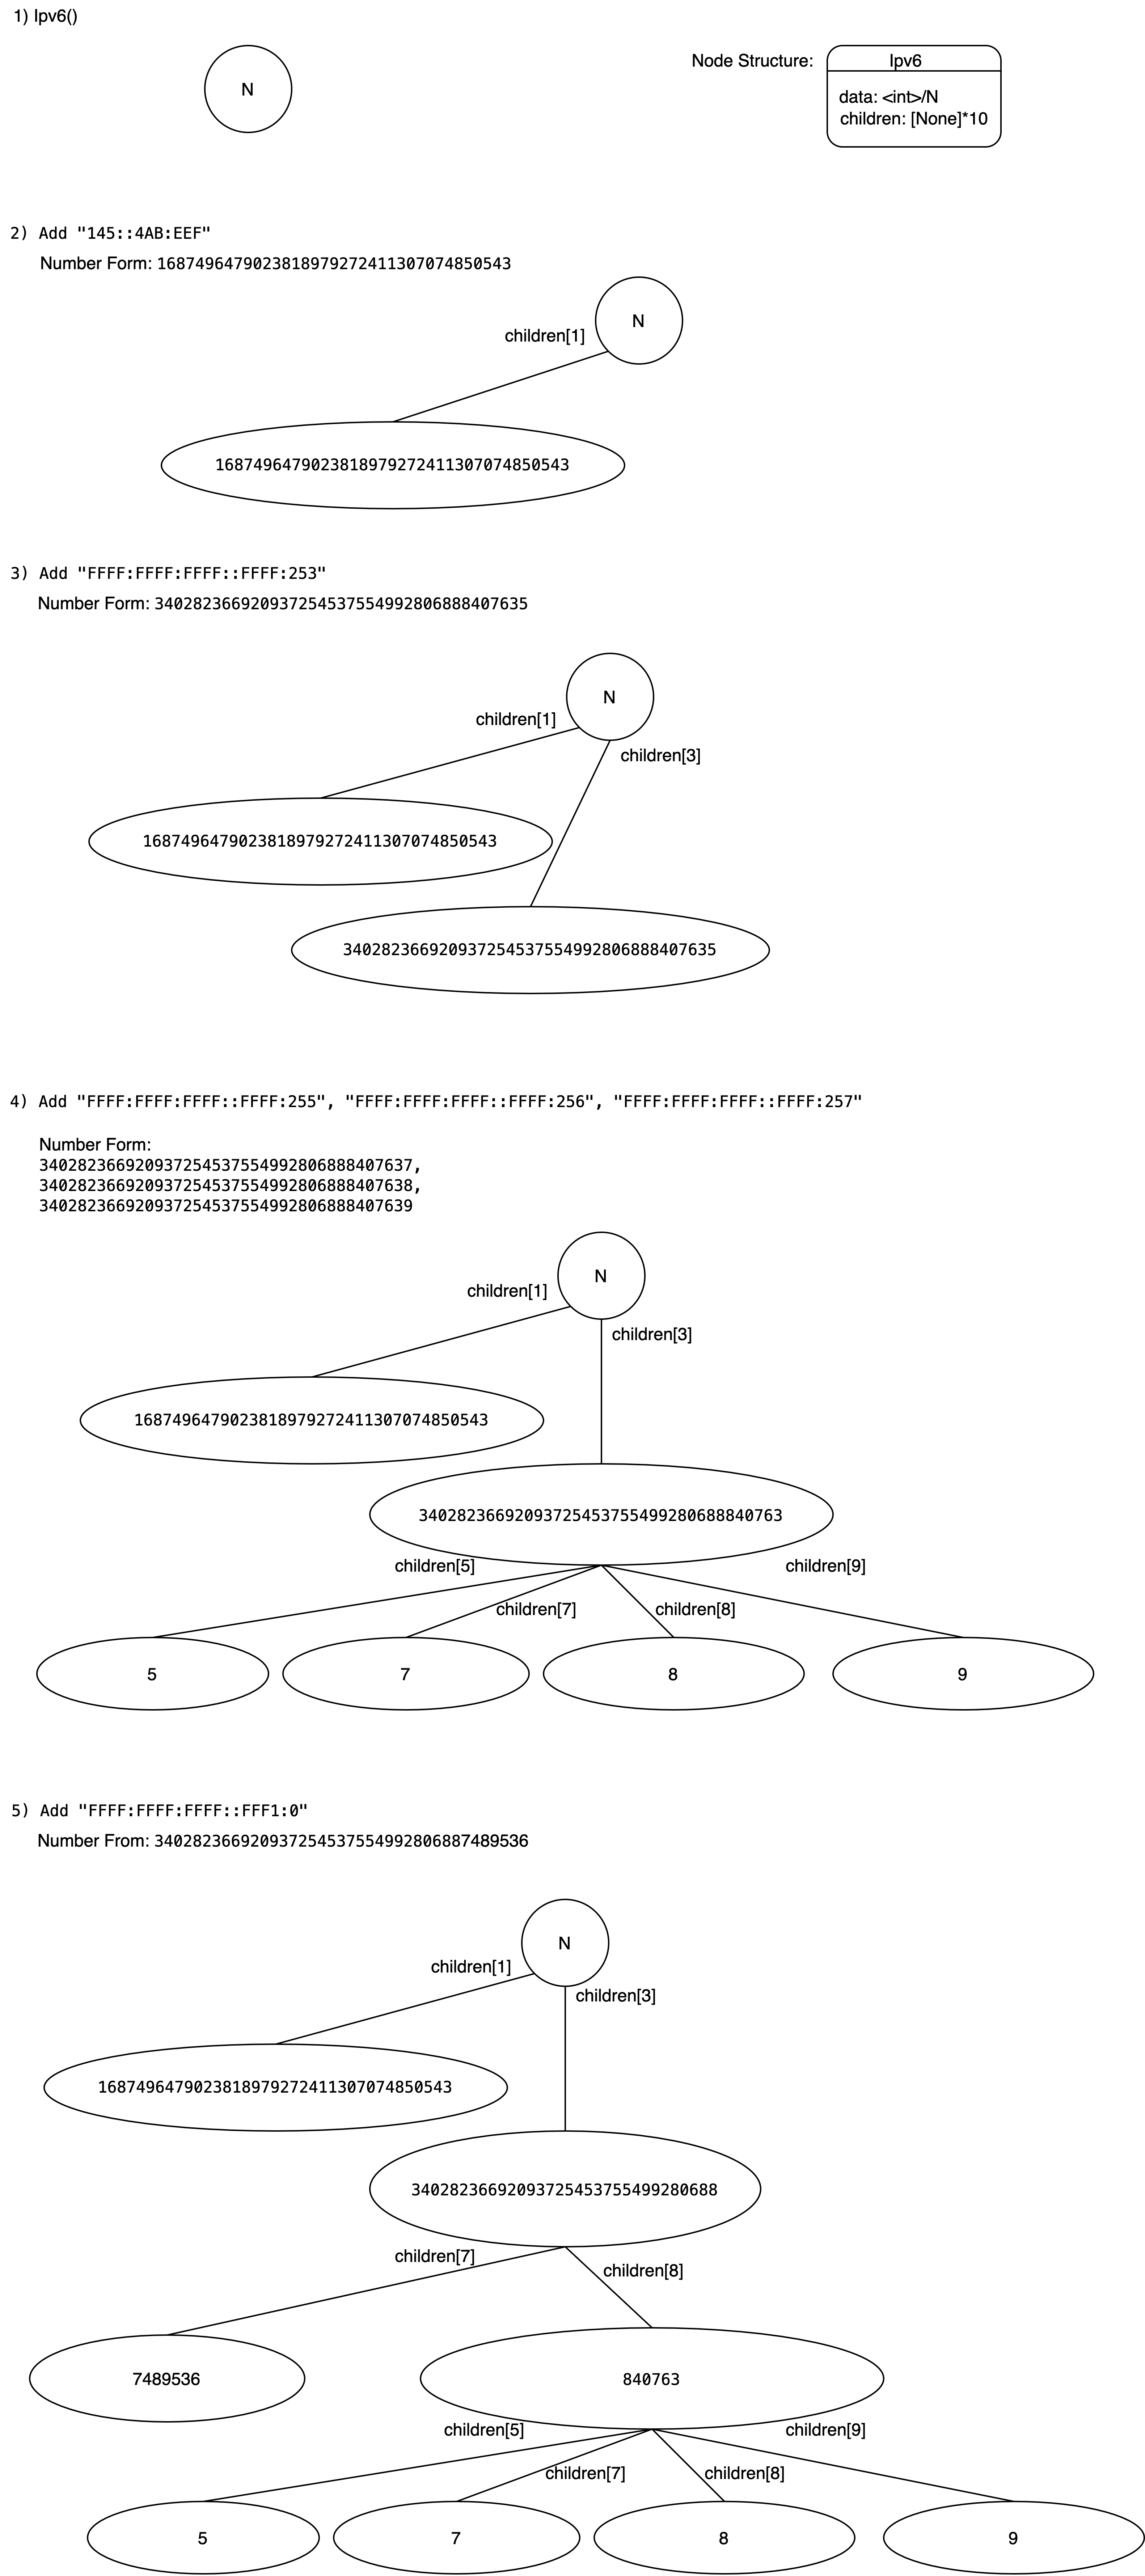 1) Ipv6()
N
Node Structure:
Ipv6
data: <int>/N
children: [None]*10
2) Add "145::4AB:EEF"
Number Form: 1687496479023818979272411307074850543
N
children[1]
1687496479023818979272411307074850543
3) Add "FFFF:FFFF:FFFF::FFFF:253"
Number Form: 340282366920937254537554992806888407635
N
children[1]
children[3]
1687496479023818979272411307074850543
340282366920937254537554992806888407635
4) Add "FFFF:FFFF:FFFF::FFFF:255", "FFFF:FFFF:FFFF::FFFF:256", "FFFF:FFFF:FFFF::FFFF:257"
Number Form:
340282366920937254537554992806888407637,
340282366920937254537554992806888407638,
340282366920937254537554992806888407639
N
children[1]
children[3]
1687496479023818979272411307074850543
34028236692093725453755499280688840763
children[5]
children[9]
children[7]
children[8]
5
7
8
9
5) Add "FFFF:FFFF:FFFF::FFF1:0"
Number From: 340282366920937254537554992806887489536
N
children[1]
children[3]
1687496479023818979272411307074850543
34028236692093725453755499280688
children[7]
children[8]
7489536
840763
children[5]
children[9]
children[7]
children[8]
5
7
8
9